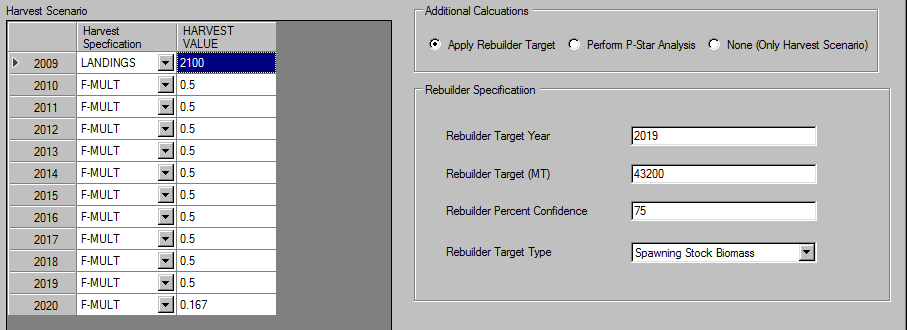 Harvest Scenario
Harvest Specfication HARVEST VALUE
2009 LANDINGS 2100
2010 F-MULT 0.5
2011 F-MULT 0.5
2012 F-MULT 0.5
2013 F-MULT 0.5
2014 F-MULT 0.5
2015 F-MULT 0.5
2016 F-MULT 0.5
2017 F-MULT 0.5
2018 F-MULT 0.5
2019 F-MULT 0.5
2020 F-MULT 0.167
Additional Calcuations
Apply Rebuilder Target Perform P-Star Analysis None (Only Harvest Scenario)
Rebuilder Specificatiion
Rebuilder Target Year 2019
Rebuilder Target (MT) 43200
Rebuilder Percent Confidence 75
Rebuilder Target Type Spawning Stock Biomass